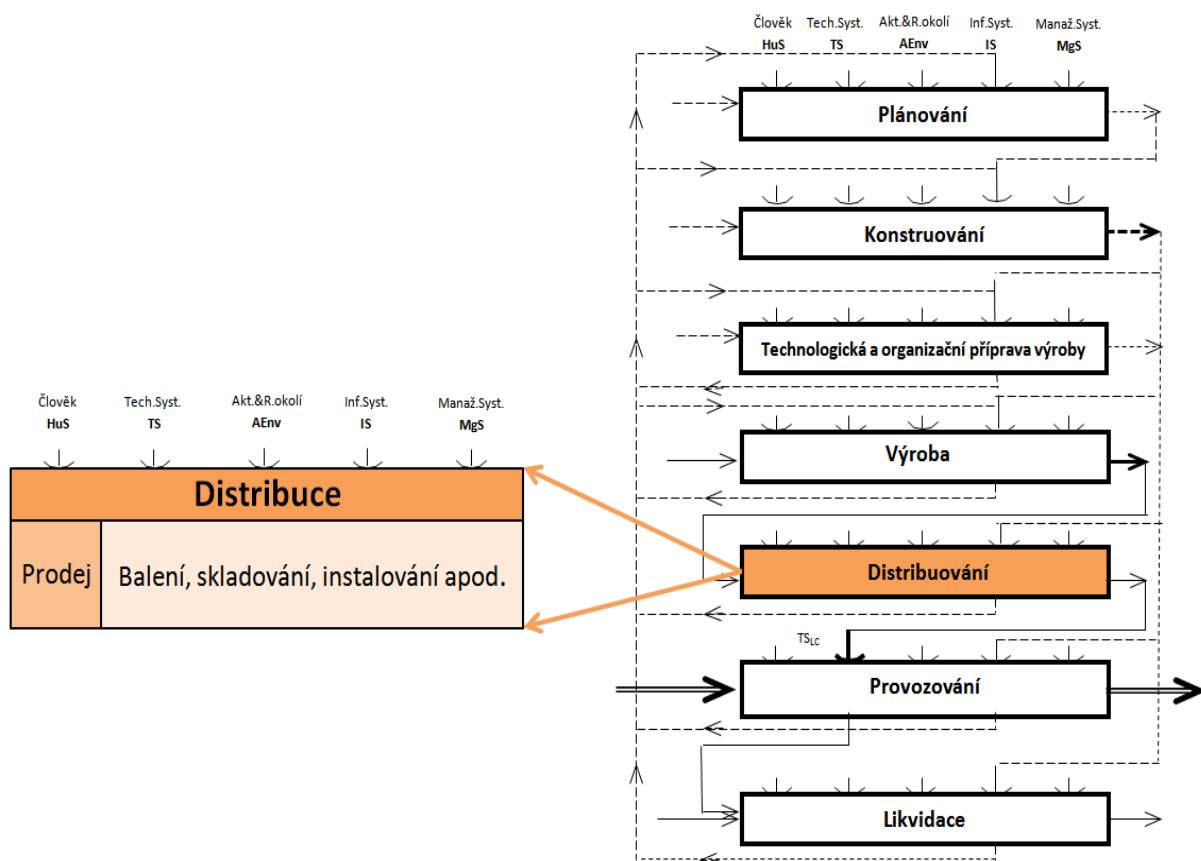 Člověk Tech.Syst. Akt.&R.okolí Inf.Syst. Manaž.Syst.
HuS TS AEnv IS MgS
Plánování
Konstruování
Technologická a organizační příprava výroby
Výroba
Distribuování
TSLC
Provozování
Likvidace
Člověk Tech.Syst. Akt.&R.okolí Inf.Syst. Manaž.Syst.
HuS TS AEnv IS MgS
Distribuce
Prodej Balení, skladování, instalování apod.